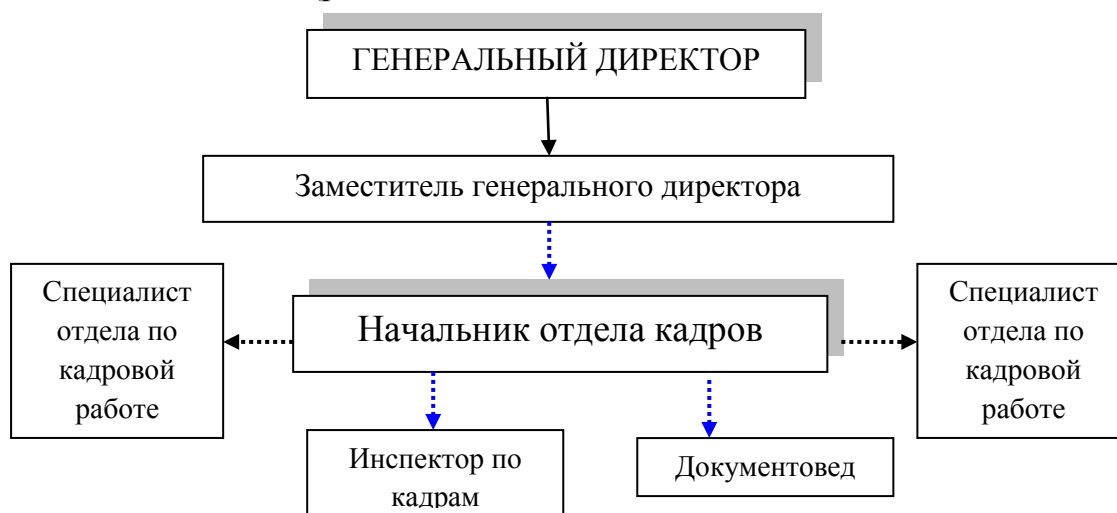 ГЕНЕРАЛЬНЫЙ ДИРЕКТОР
Заместитель генерального директора
Специалист
отдела по
кадровой
работе
Начальник отдела кадров
Специалист
отдела по
кадровой
работе
Инспектор по
кадрам
Документовед